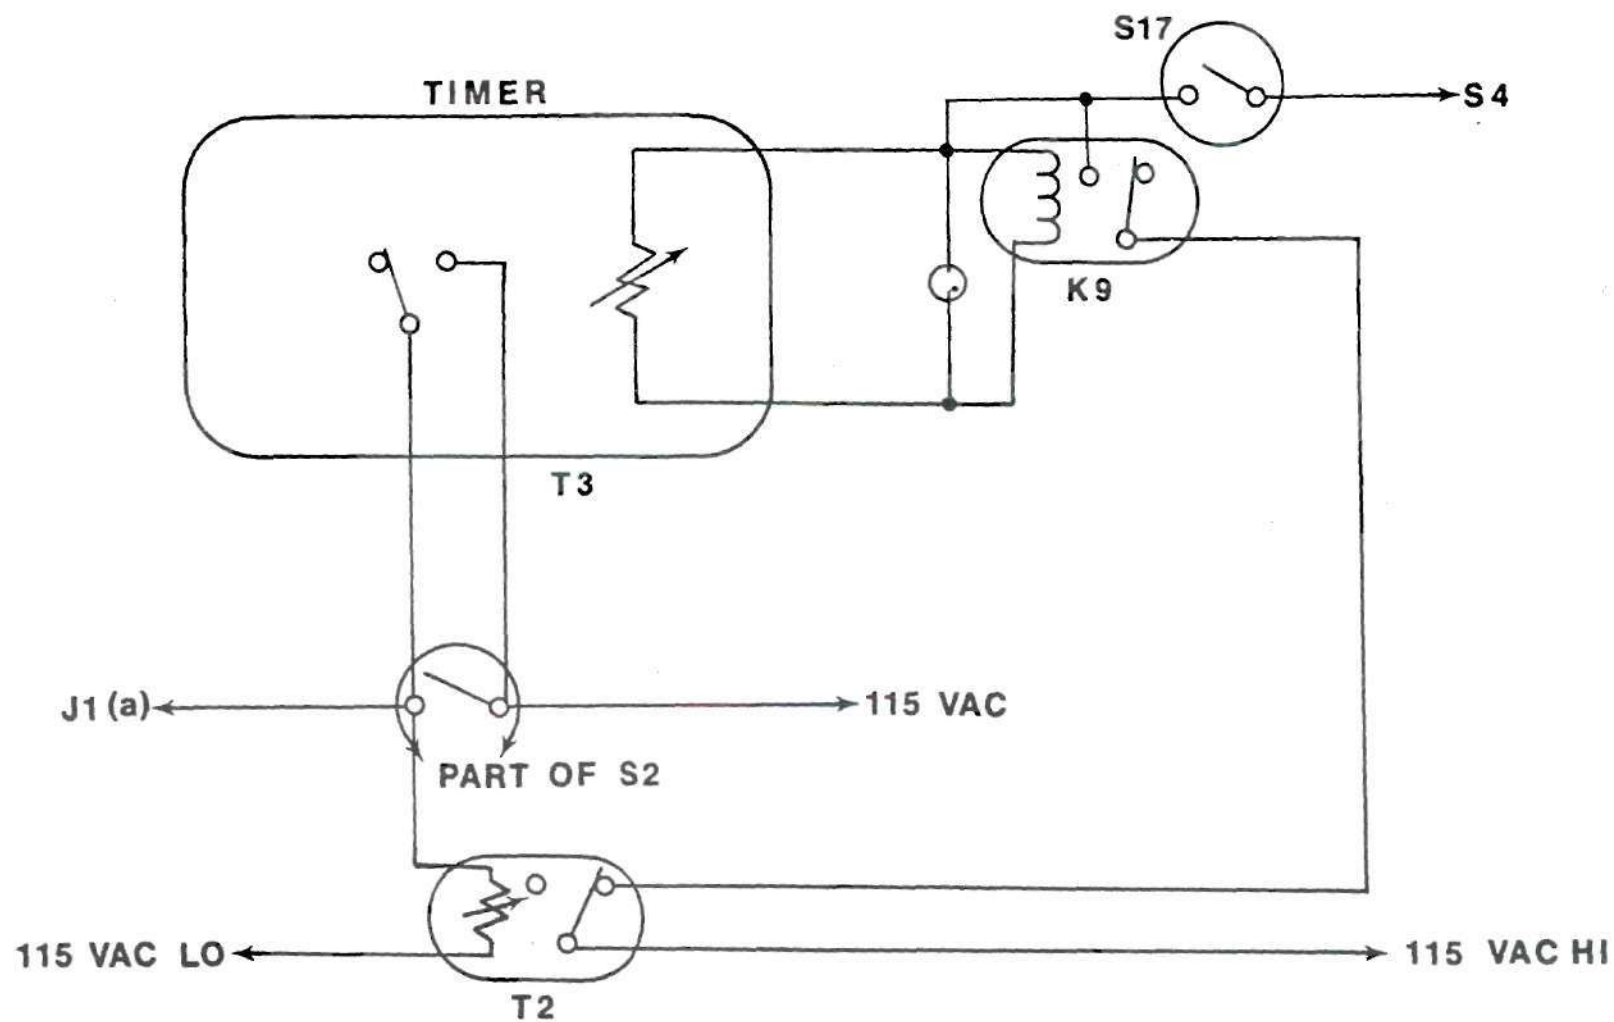 S17
TIMER
S4
K9
T3
J1 (a)
115 VAC
PART OF S2
115 VAC LO
115 VAC HI
T2